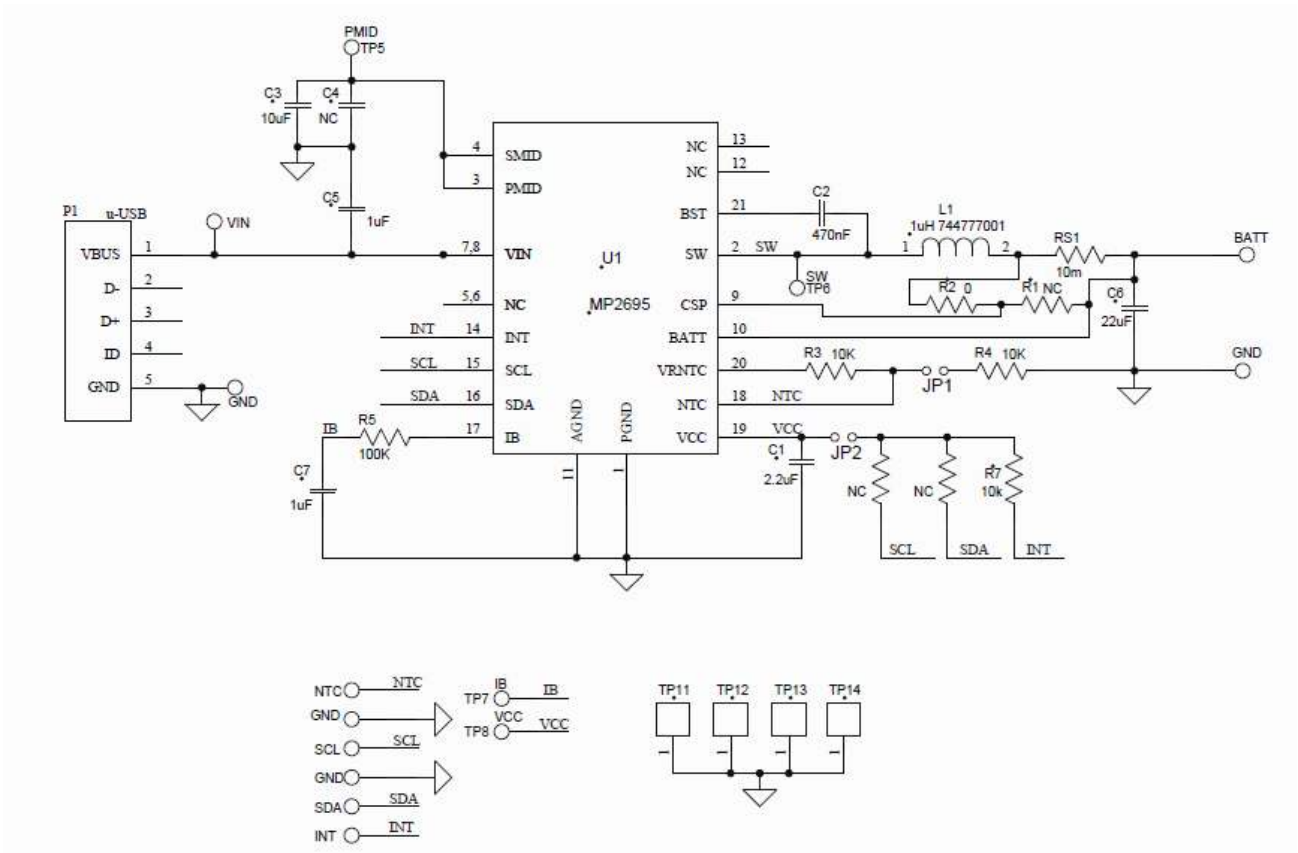 PMID
TP5
C3
C4
10uF
NC
4
SMID
3
PMID
NC
13
NC
12
C5
1uF
C2
470nF
BST
21
P1
u-USB
VIN
L1
1uH 744777001
RS1
10m
BATT
VBUS
1
7,8
VIN
U1
SW
2
SW
1
2
SW
TP6
D-
2
MP2695
R2
0
R1
NC
C6
22uF
5,6
NC
CSP
9
D+
3
INT
14
INT
BATT
10
ID
4
SCL
15
SCL
VRNTC
20
R3
10K
JP1
R4
10K
GND
GND
5
GND
SDA
16
SDA
NTC
18
NTC
AGND
PGND
IB
R5
100K
17
IB
VCC
19
VCC
JP2
C1
2.2uF
C7
1uF
11
1
NC
NC
R7
10k
SCL
SDA
INT
NTC
NTC
GND
SCL
SCL
GND
SDA
SDA
INT
INT
IB
TP7
IB
VCC
TP8
VCC
TP11
TP12
TP13
TP14
1
1
1
1